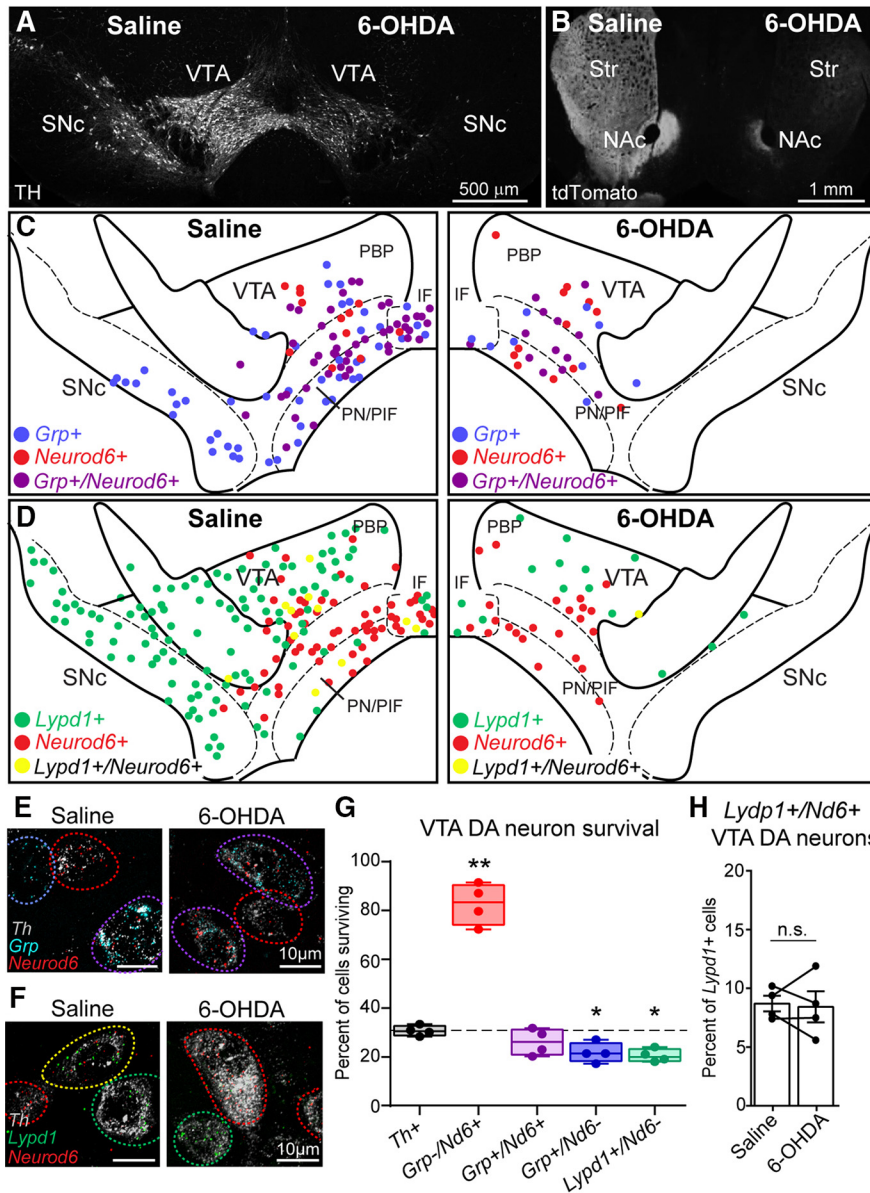 A Saline 6-OHDA
VTA VTA
SNc SNc
TH 500 μm
B Saline 6-OHDA
Str Str
NAc NAc
tdTomato 1 mm
C Saline
PBP
VTA IF
SNc
PN/PIF
Grp+
Neurod6+
Grp+/Neurod6+
6-OHDA
PBP
IF VTA
SNc
PN/PIF
Grp+
Neurod6+
Grp+/Neurod6+
D Saline
PBP
VTA IF
SNc
PN/PIF
Lypd1+
Neurod6+
Lypd1+/Neurod6+
6-OHDA
PBP
IF VTA
SNc
PN/PIF
Lypd1+
Neurod6+
Lypd1+/Neurod6+
E Saline 6-OHDA
Th
Grp
Neurod6 10μm
F Saline 6-OHDA
Th
Lypd1
Neurod6 10μm
G
VTA DA neuron survival
Percent of cells surviving
100
80
60
40
20
0
**
*
*
Th+
Grp-/Nd6+
Grp+/Nd6+
Grp+/Nd6-
Lypd1+/Nd6-
H Lydp1+/Nd6+
VTA DA neurons
Percent of Lypd1+ cells
20
15
10
5
0
n.s.
Saline
6-OHDA